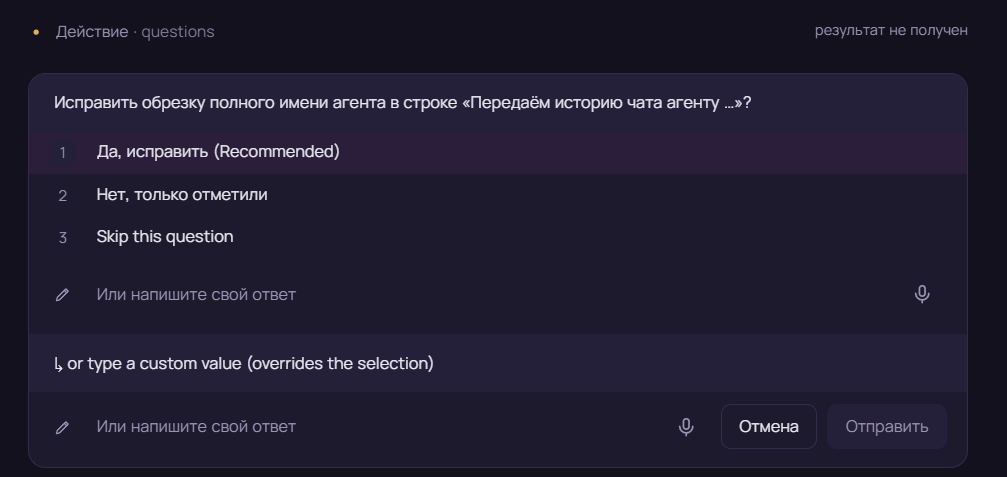 Действие · questions
результат не получен
Исправить обрезку полного имени агента в строке «Передаём историю чата агенту …»?
1 Да, исправить (Recommended)
2 Нет, только отметили
3 Skip this question
Или напишите свой ответ
↳ or type a custom value (overrides the selection)
Или напишите свой ответ
Отмена
Отправить